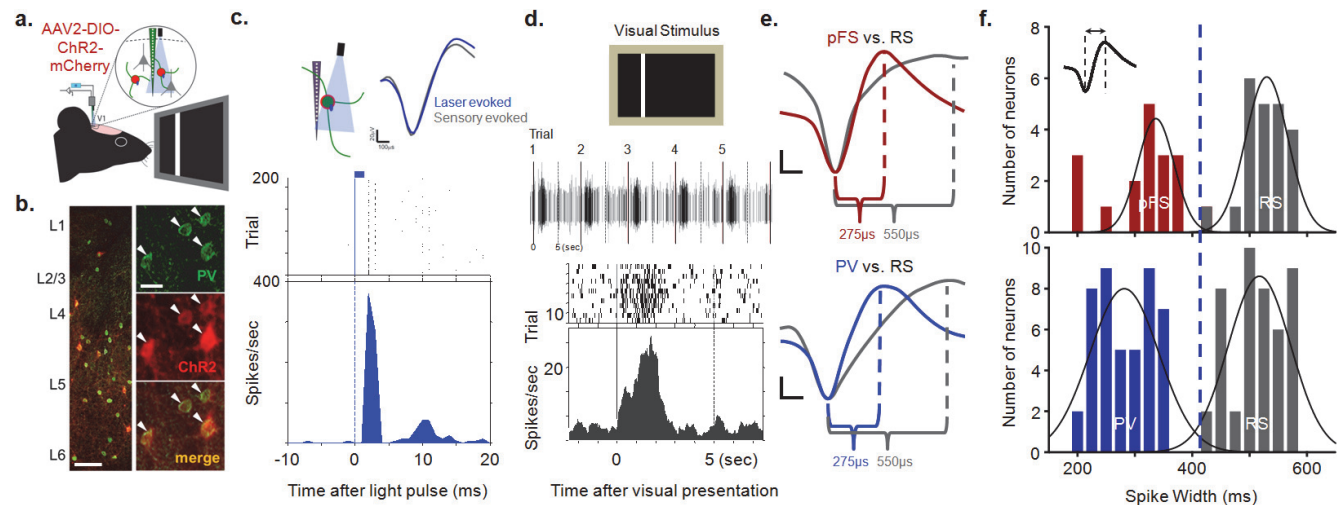 a.
AAV2-DIO-
ChR2-
mCherry
V1
b.
L1
L2/3
L4
L5
L6
PV
ChR2
merge
c.
Laser evoked
Sensory evoked
20µV
100µs
200
Trial
400
Spikes/sec
0
-10 0 10 20
Time after light pulse (ms)
d.
Visual Stimulus
Trial
1 2 3 4 5
0 5 (sec)
Trial
10
Spikes/sec
20
0 5 (sec)
Time after visual presentation
e.
pFS vs. RS
275µs 550µs
PV vs. RS
275µs 550µs
f.
Number of neurons
8
6
4
2
0
pFS
RS
Number of neurons
10
8
6
4
2
0
PV
RS
200 400 600
Spike Width (ms)